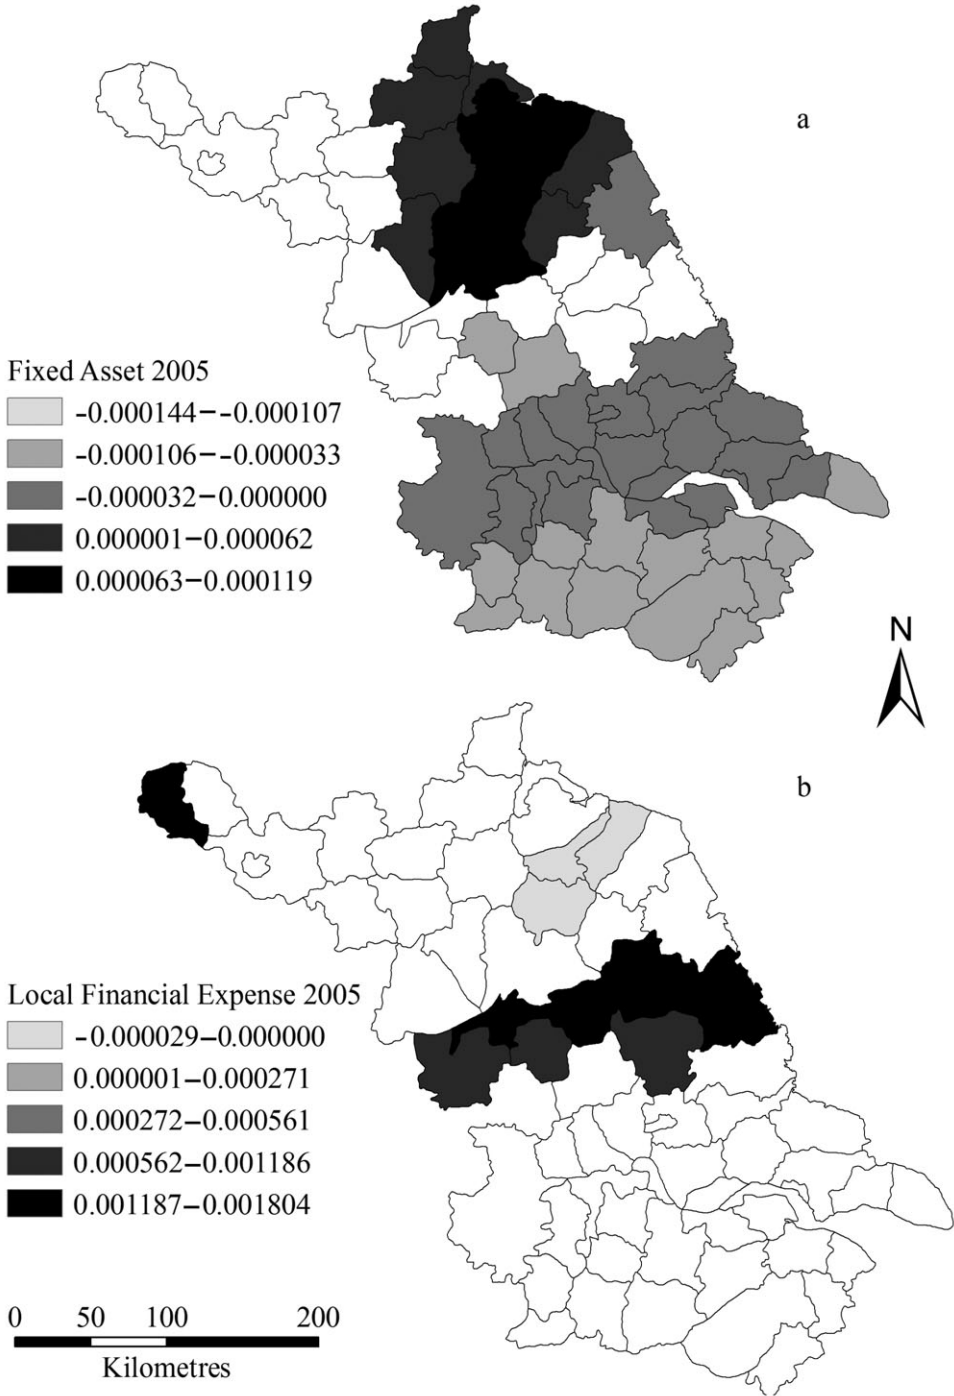 a
Fixed Asset 2005
-0.000144–-0.000107
-0.000106–-0.000033
-0.000032–0.000000
0.000001–0.000062
0.000063–0.000119
N
b
Local Financial Expense 2005
-0.000029–0.000000
0.000001–0.000271
0.000272–0.000561
0.000562–0.001186
0.001187–0.001804
0 50 100 200
Kilometres